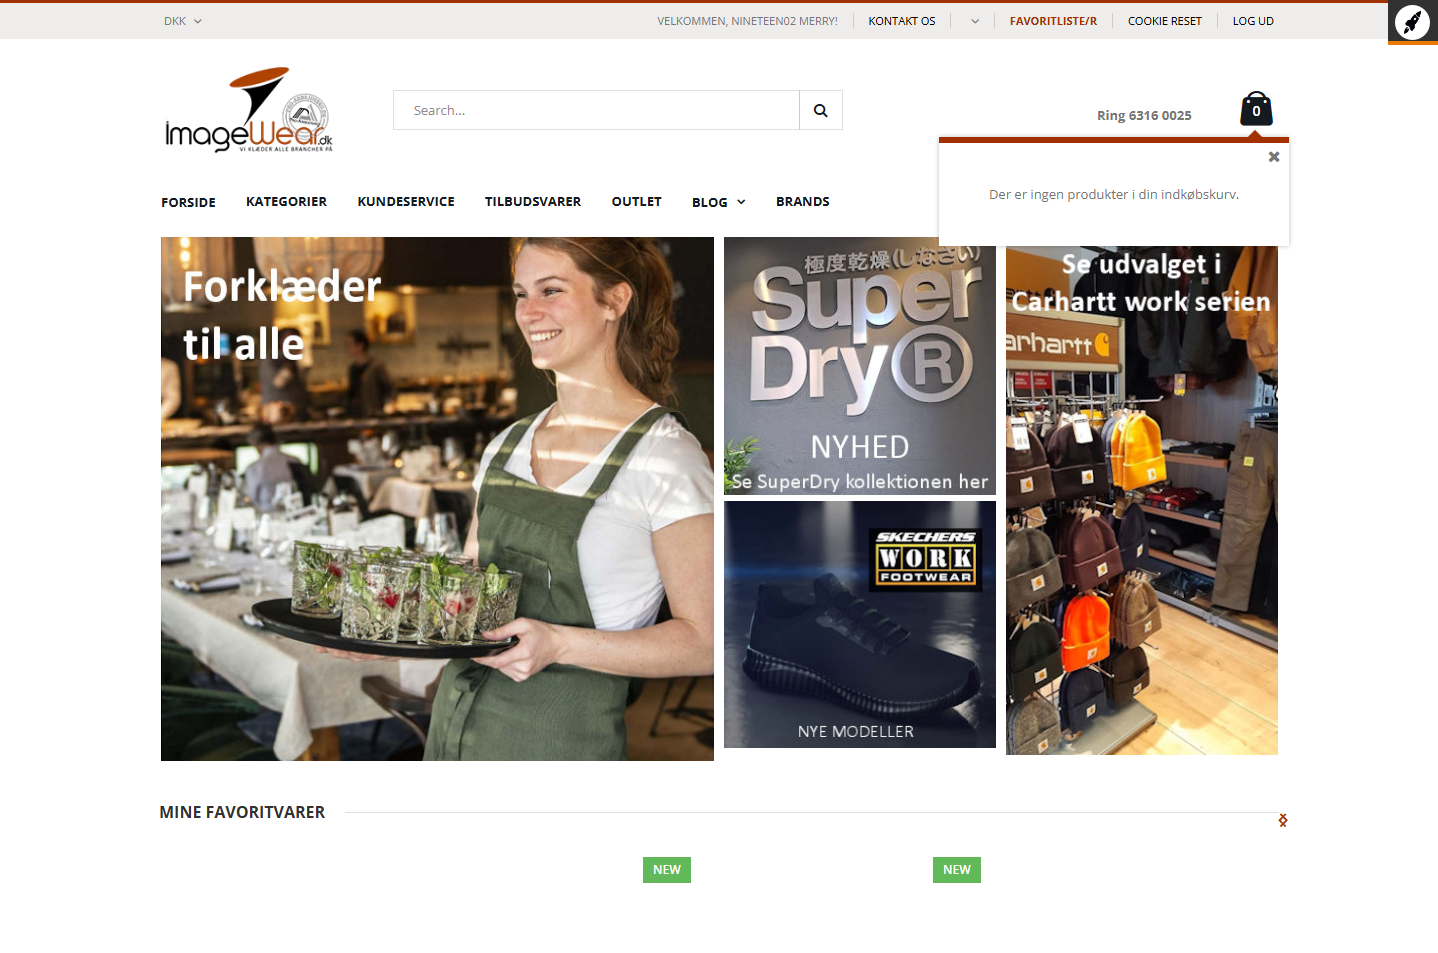 DKK
VELKOMMEN, NINETEEN02 MERRY!
KONTAKT OS
FAVORITLISTE/R
COOKIE RESET
LOG UD
ImageWear.dk
VI KLÆDER ALLE BRANCHER PÅ
Search...
Ring 6316 0025
0
Der er ingen produkter i din indkøbskurv.
FORSIDE
KATEGORIER
KUNDESERVICE
TILBUDSVARER
OUTLET
BLOG
BRANDS
Forklæder
til alle
極度乾燥(しなさい)
Super
Dry®
NYHED
Se SuperDry kollektionen her
SKECHERS
WORK
FOOTWEAR
NYE MODELLER
Se udvalget i
Carhartt work serien
arhartt
MINE FAVORITVARER
NEW
NEW